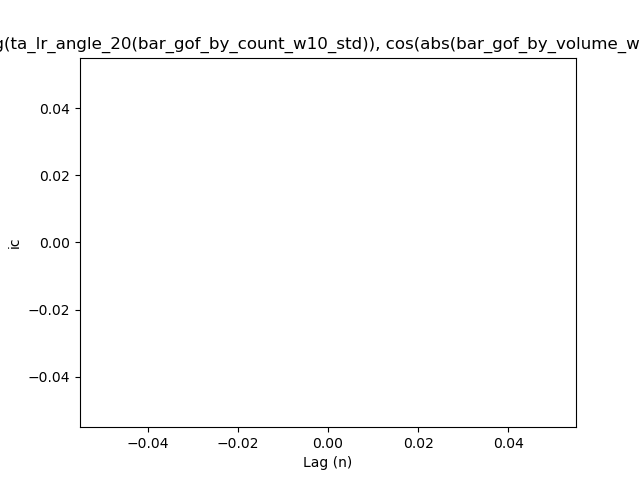 g(ta_lr_angle_20(bar_gof_by_count_w10_std)), cos(abs(bar_gof_by_volume_w
0.04
0.02
0.00
−0.02
−0.04
ic
−0.04 −0.02 0.00 0.02 0.04
Lag (n)